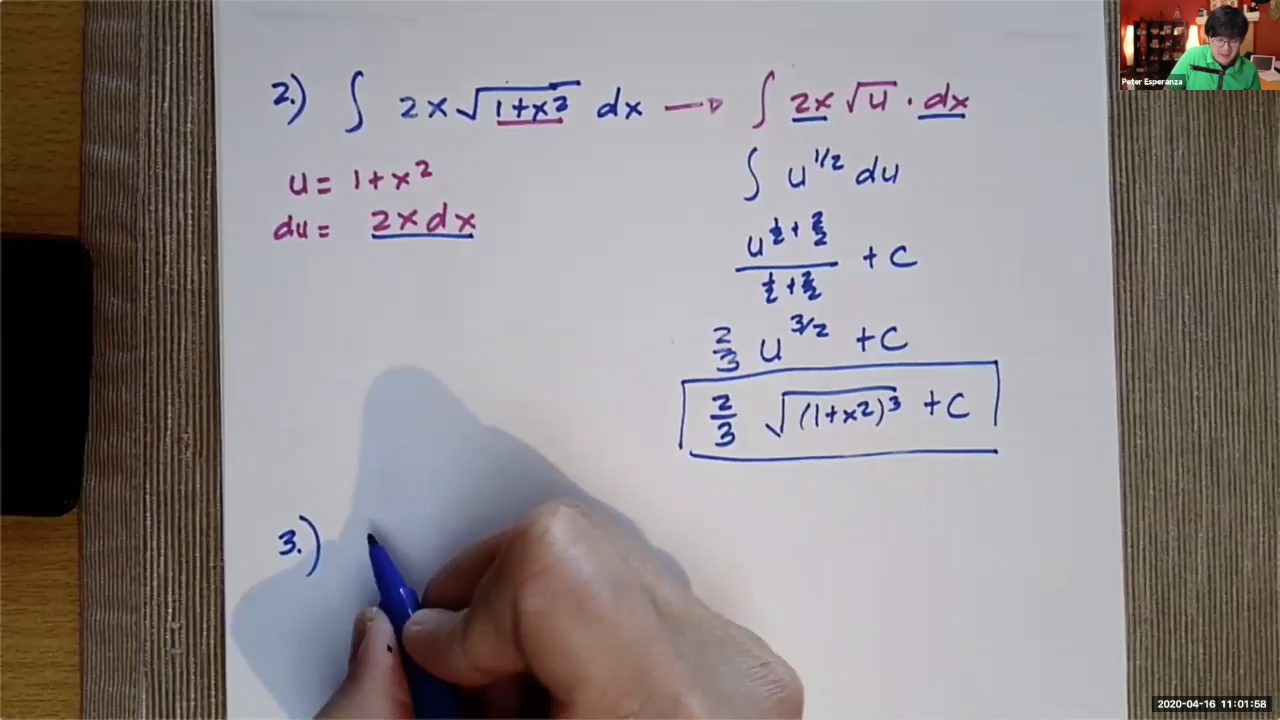 Peter Esperanza
2.) ∫ 2x√(1+x²) dx → ∫ 2x √u · dx
u = 1+x²
du = 2x dx
∫ u^(1/2) du
u^(1/2 + 2/2) / (1/2 + 2/2) + C
2/3 u^(3/2) + C
2/3 √((1+x²)³) + C
3.)
2020-04-16 11:01:58